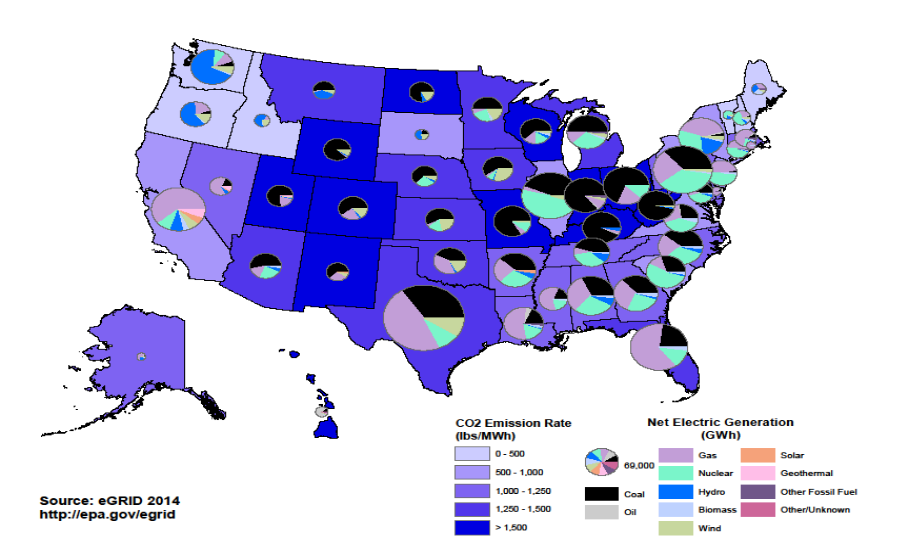 CO2 Emission Rate
(lbs/MWh)
0 - 500
500 - 1,000
1,000 - 1,250
1,250 - 1,500
> 1,500
Net Electric Generation
(GWh)
69,000
Coal
Oil
Gas
Nuclear
Hydro
Biomass
Wind
Solar
Geothermal
Other Fossil Fuel
Other/Unknown
Source: eGRID 2014
http://epa.gov/egrid